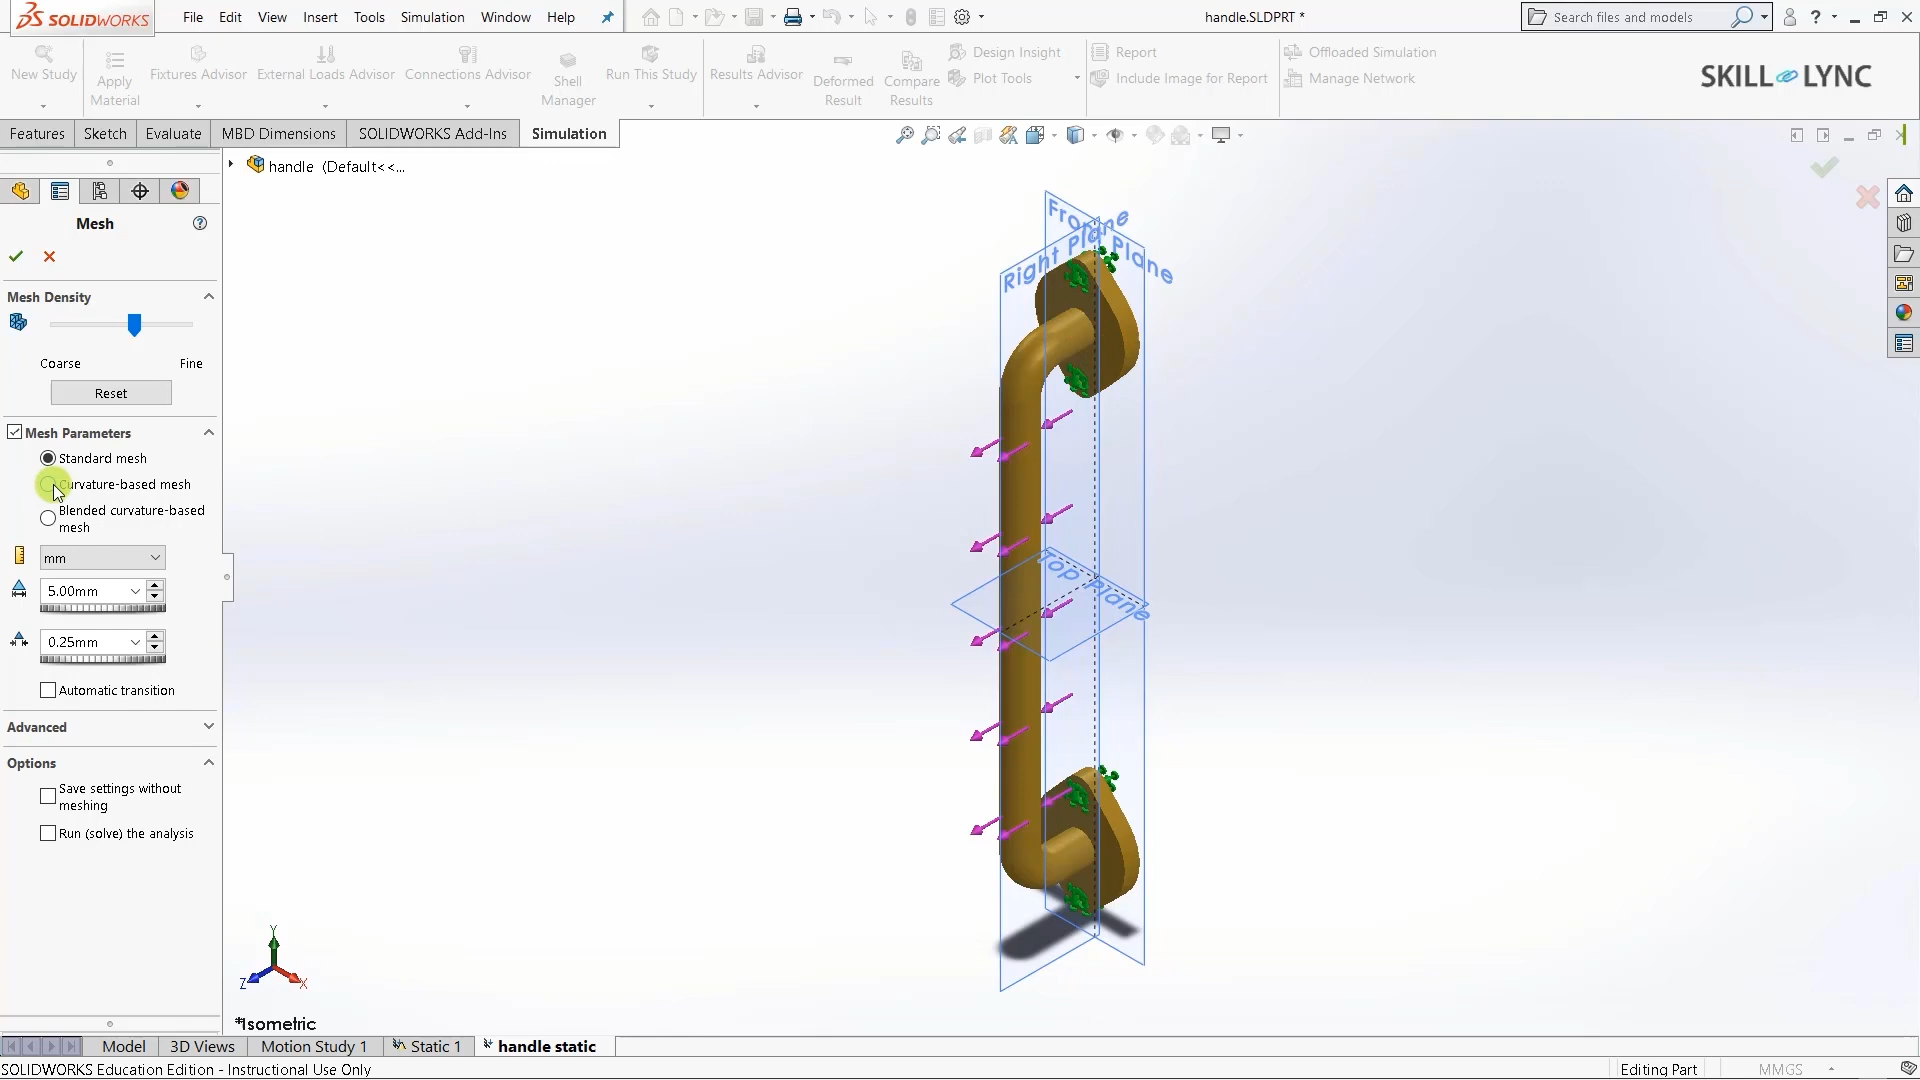 SOLIDWORKS
File Edit View Insert Tools Simulation Window Help
handle.SLDPRT *
Search files and models
New Study
Apply Material
Fixtures Advisor
External Loads Advisor
Connections Advisor
Shell Manager
Run This Study
Results Advisor
Deformed Result
Compare Results
Design Insight
Plot Tools
Report
Include Image for Report
Offloaded Simulation
Manage Network
SKILL LYNC
Features Sketch Evaluate MBD Dimensions SOLIDWORKS Add-Ins Simulation
handle (Default<<...
Mesh
Mesh Density
Coarse Fine
Reset
Mesh Parameters
Standard mesh
Curvature-based mesh
Blended curvature-based
mesh
mm
5.00mm
0.25mm
Automatic transition
Advanced
Options
Save settings without
meshing
Run (solve) the analysis
Right Plane
Top Plane
Y
Z
X
*Isometric
Model 3D Views Motion Study 1 Static 1 handle static
SOLIDWORKS Education Edition - Instructional Use Only
Editing Part
MMGS